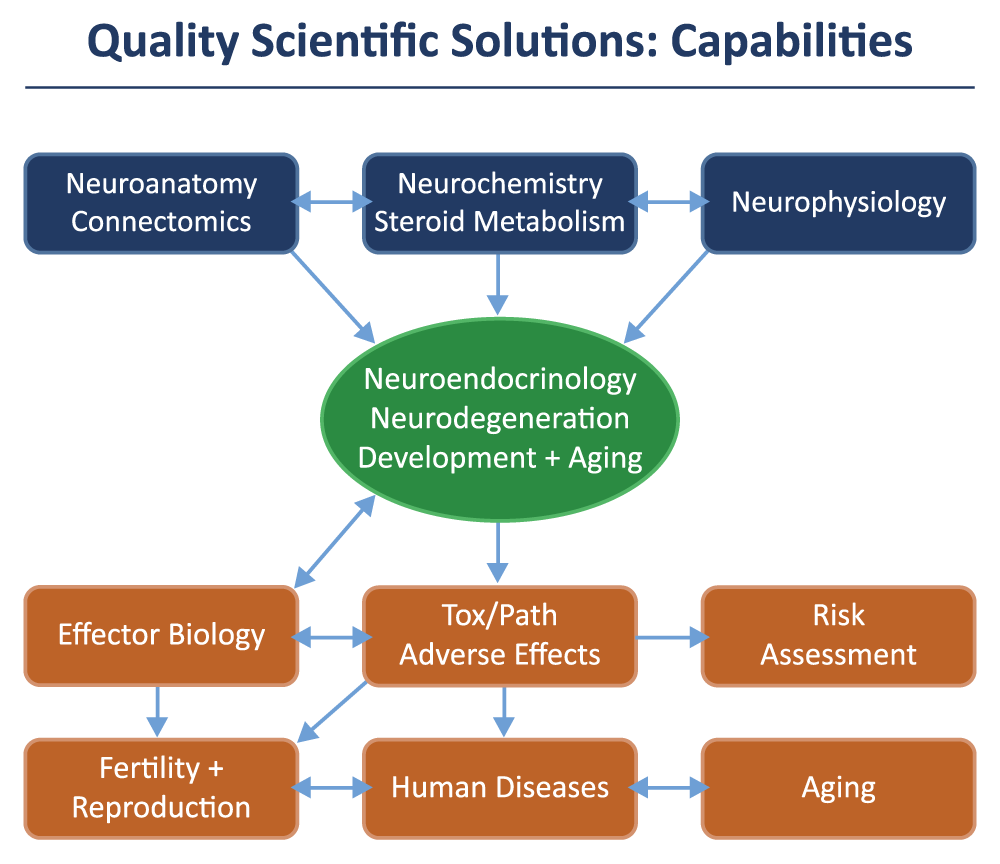 Quality Scientific Solutions: Capabilities
Neuroanatomy
Connectomics
Neurochemistry
Steroid Metabolism
Neurophysiology
Neuroendocrinology
Neurodegeneration
Development + Aging
Effector Biology
Tox/Path
Adverse Effects
Risk
Assessment
Fertility +
Reproduction
Human Diseases
Aging